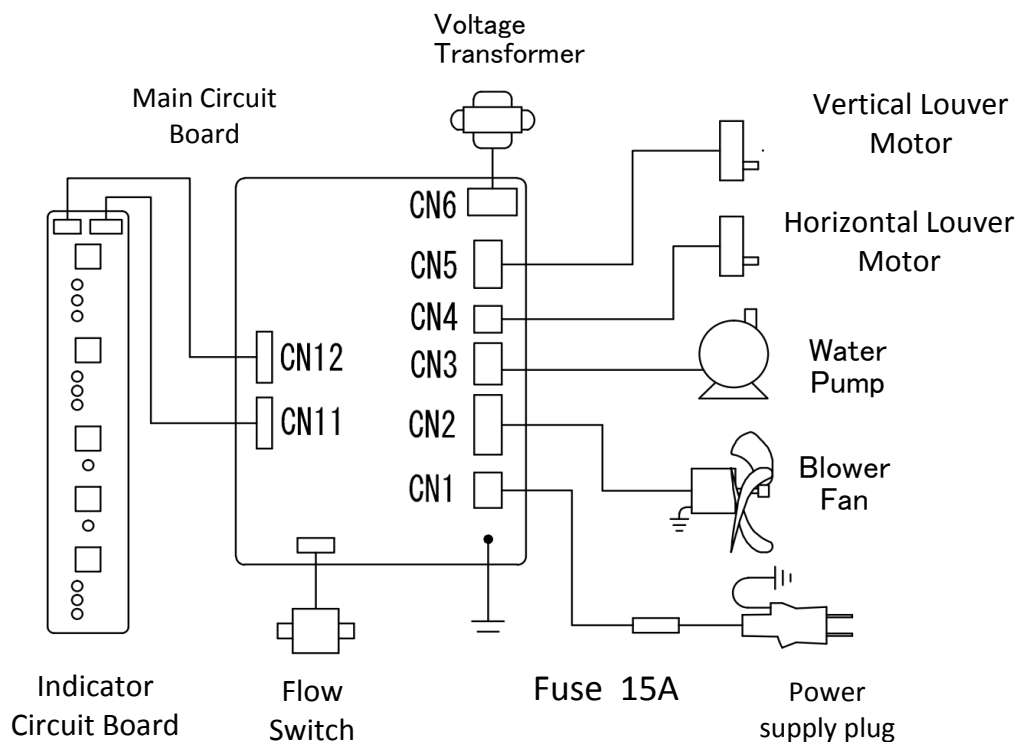 Voltage
Transformer
Main Circuit
Board
Vertical Louver
Motor
CN6
Horizontal Louver
Motor
CN5
CN4
CN12
CN3
Water
Pump
CN11
CN2
Blower
Fan
CN1
Indicator
Circuit Board
Flow
Switch
Fuse 15A
Power
supply plug